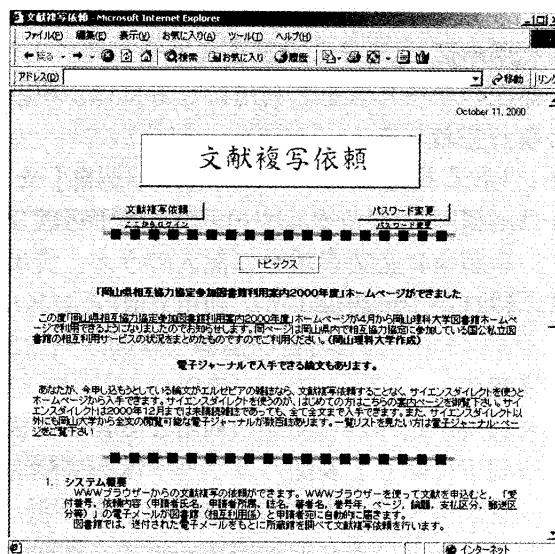 文献複写依頼 - Microsoft Internet Explorer
ファイル(F) 編集(E) 表示(V) お気に入り(A) ツール(T) ヘルプ(H)
戻る 検索 お気に入り 履歴
アドレス(D) 移動 リンク
October 11, 2000
文献複写依頼
文献複写依頼 パスワード変更
ここからログイン パスワード変更
トピックス
「岡山県相互協力協定参加図書館利用案内2000年度」ホームページができました
この度「岡山県相互協力協定参加図書館利用案内2000年度」ホームページが4月から岡山理科大学図書館ホームペ
ージで利用できるようになりましたのでお知らせします。同ページは岡山県内で相互協力協定に参加している国公私立図
書館の相互利用サービスの状況をまとめたものですのでご利用ください。(岡山理科大学作成)
電子ジャーナルで入手できる論文もあります。
あなたが、今申し込もうとしている論文がエルゼビアの雑誌なら、文献複写依頼することなく、サイエンスダイレクトを使うと
ホームページから入手できます。サイエンスダイレクトを使うのが、はじめての方はこちらの案内ページを御覧下さい。サイ
エンスダイレクトは2000年12月までは未購読雑誌であっても、全て全文まで入手できます。また、サイエンスダイレクト以
外にも岡山大学から全文の閲覧可能な電子ジャーナルが数百誌あります。一覧リストを見たい方は電子ジャーナル・ペー
ジをご覧下さい
1. システム概要
WWWブラウザーからの文献複写の依頼ができます。WWWブラウザーを使って文献を申込むと、「受
付番号、依頼内容(申請者氏名、申請者所属、誌名、著者名、巻号年、ページ、論題、支払区分、郵送区
分等)」の電子メールが図書館(相互利用係)と申請者宛に自動的に届きます。
図書館では、送付された電子メールをもとに所蔵館を調べて文献複写依頼を行います。
インターネット